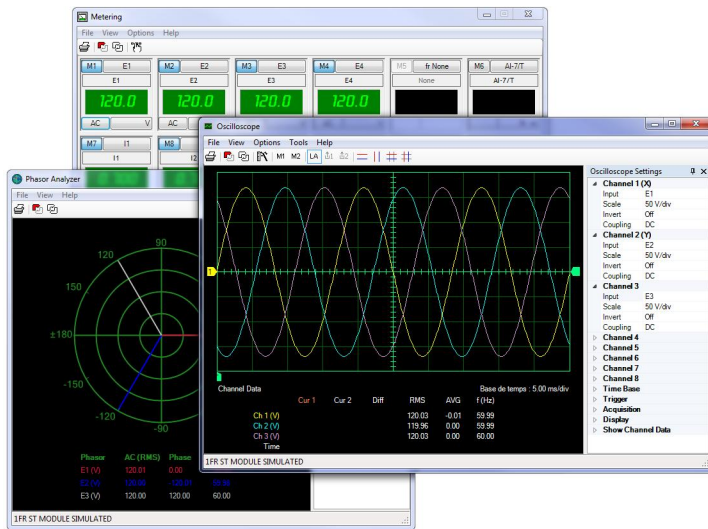 Metering
File View Options Help
M1 E1 M2 E2 M3 E3 M4 E4 M5 fr None M6 AI-7/T
E1 E2 E3 E4 None AI-7/T
120.0 120.0 120.0 120.0
AC V AC
M7 I1 M8
I1 I2
Oscilloscope
File View Options Tools Help
M1 M2 LA
1
Channel Data Base de temps : 5.00 ms/div
Cur 1 Cur 2 Diff RMS AVG f (Hz)
Ch 1 (V) 120.03 -0.01 59.99
Ch 2 (V) 119.96 0.00 59.99
Ch 3 (V) 120.03 0.00 60.00
Time
1FR ST MODULE SIMULATED
Oscilloscope Settings
Channel 1 (X)
Input E1
Scale 50 V/div
Invert Off
Coupling DC
Channel 2 (Y)
Input E2
Scale 50 V/div
Invert Off
Coupling DC
Channel 3
Input E3
Scale 50 V/div
Invert Off
Coupling DC
Channel 4
Channel 5
Channel 6
Channel 7
Channel 8
Time Base
Trigger
Acquisition
Display
Show Channel Data
Phasor Analyzer
File View Help
90
120
150
±180
-150
-120
-90
Phasor AC (RMS) Phase
E1 (V) 120.01 0.00
E2 (V) 120.00 -120.01 59.99
E3 (V) 120.00 120.00 60.00
1FR ST MODULE SIMULATED